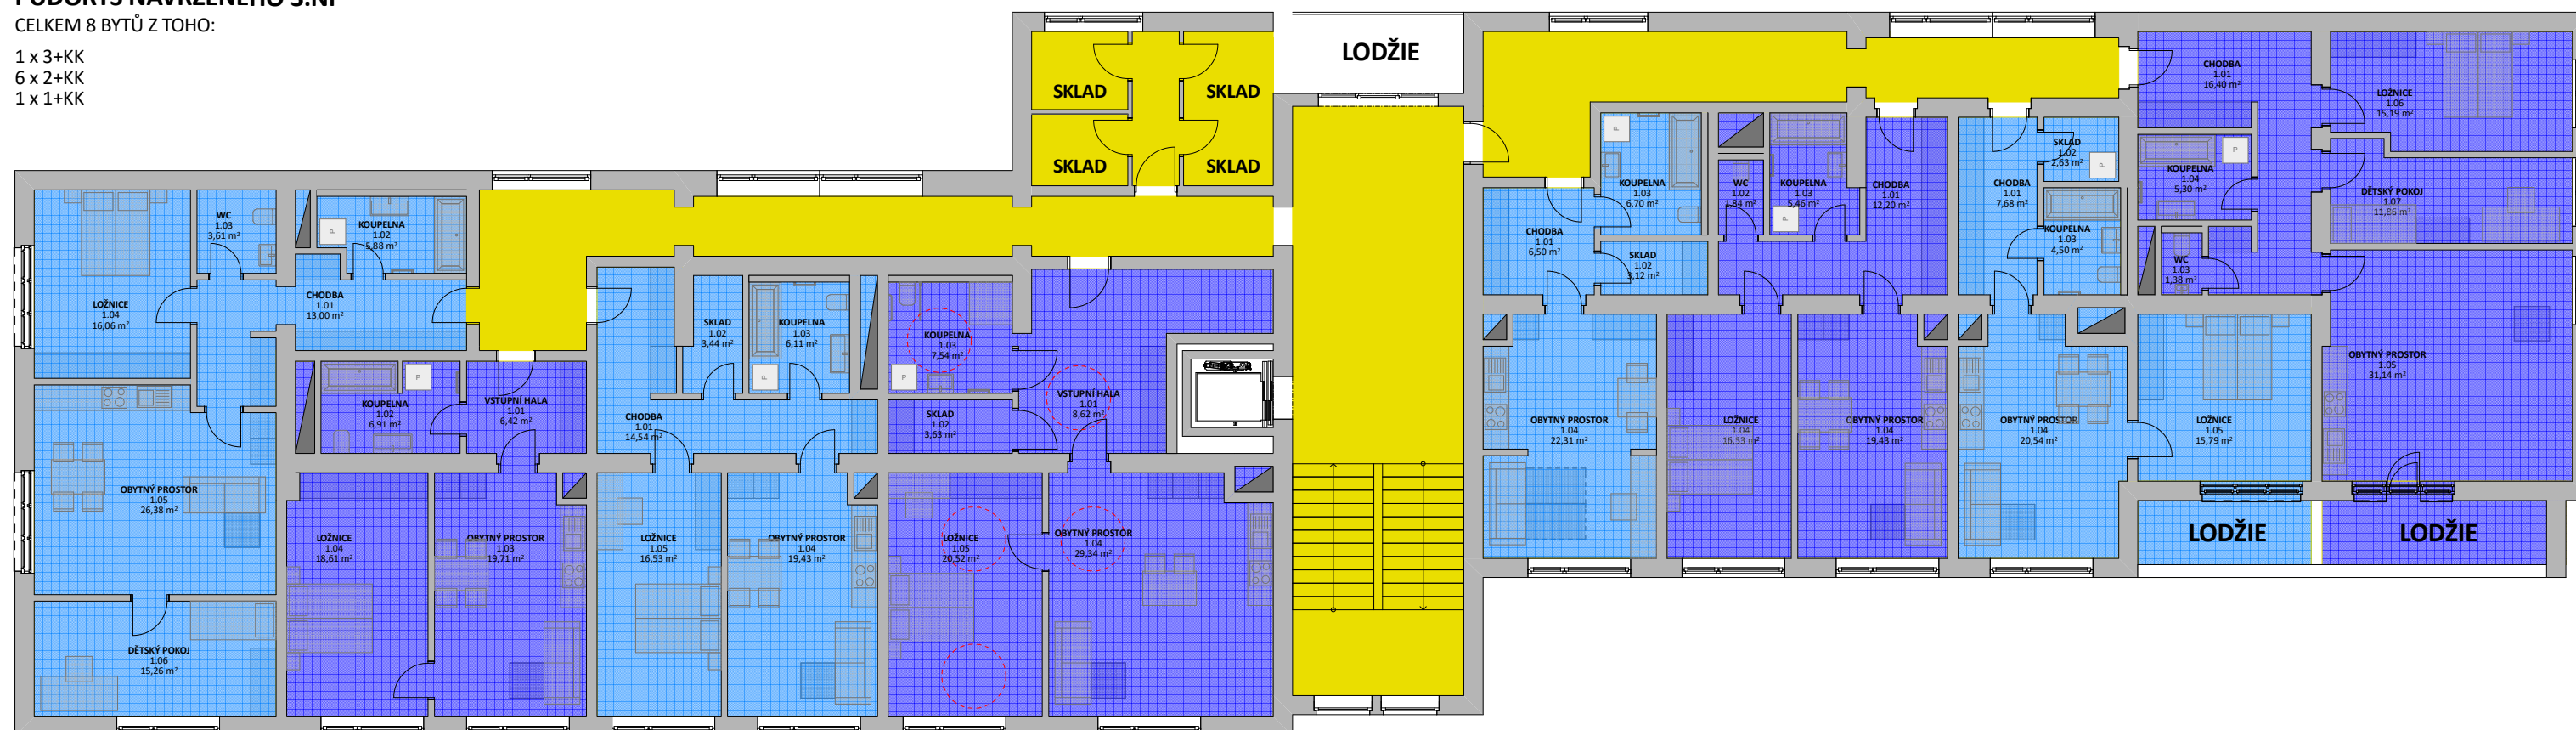 PŮDORYS NAVRŽENÉHO 3.NP
CELKEM 8 BYTŮ Z TOHO:
1 x 3+KK
6 x 2+KK
1 x 1+KK
SKLAD
SKLAD
SKLAD
SKLAD
LODŽIE
LOŽNICE
1.04
16,06 m²
WC
1.03
3,61 m²
P
KOUPELNA
1.02
5,88 m²
CHODBA
1.01
13,00 m²
OBYTNÝ PROSTOR
1.05
26,38 m²
DĚTSKÝ POKOJ
1.06
15,26 m²
P
KOUPELNA
1.02
6,91 m²
VSTUPNÍ HALA
1.01
6,42 m²
LOŽNICE
1.04
18,61 m²
OBYTNÝ PROSTOR
1.03
19,71 m²
SKLAD
1.02
3,44 m²
KOUPELNA
1.03
6,11 m²
P
CHODBA
1.01
14,54 m²
LOŽNICE
1.05
16,53 m²
OBYTNÝ PROSTOR
1.04
19,43 m²
KOUPELNA
1.03
7,54 m²
P
SKLAD
1.02
3,63 m²
VSTUPNÍ HALA
1.01
8,62 m²
LOŽNICE
1.05
20,52 m²
OBYTNÝ PROSTOR
1.04
29,34 m²
P
KOUPELNA
1.03
6,70 m²
CHODBA
1.01
6,50 m²
SKLAD
1.02
3,12 m²
OBYTNÝ PROSTOR
1.04
22,31 m²
WC
1.02
1,84 m²
KOUPELNA
1.03
5,46 m²
P
CHODBA
1.01
12,20 m²
LOŽNICE
1.04
16,53 m²
OBYTNÝ PROSTOR
1.04
19,43 m²
CHODBA
1.01
7,68 m²
SKLAD
1.02
2,63 m²
P
KOUPELNA
1.03
4,50 m²
OBYTNÝ PROSTOR
1.04
20,54 m²
LOŽNICE
1.05
15,79 m²
LODŽIE
CHODBA
1.01
16,40 m²
P
KOUPELNA
1.04
5,30 m²
WC
1.03
1,38 m²
LOŽNICE
1.06
15,19 m²
DĚTSKÝ POKOJ
1.07
11,86 m²
OBYTNÝ PROSTOR
1.05
31,14 m²
LODŽIE